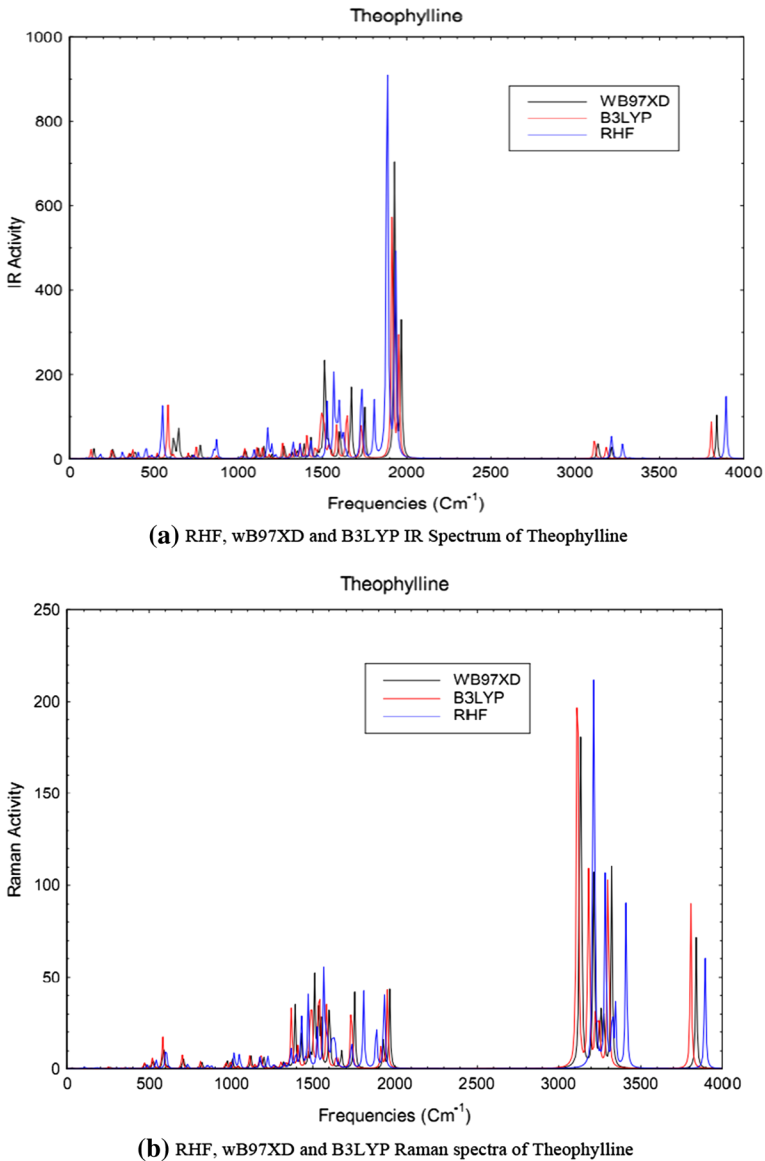 Theophylline
1000
800
600
400
200
0
IR Activity
WB97XD
B3LYP
RHF
0 500 1000 1500 2000 2500 3000 3500 4000
Frequencies (Cm-1)
(a) RHF, wB97XD and B3LYP IR Spectrum of Theophylline
Theophylline
250
200
150
100
50
0
Raman Activity
WB97XD
B3LYP
RHF
0 500 1000 1500 2000 2500 3000 3500 4000
Frequencies (Cm-1)
(b) RHF, wB97XD and B3LYP Raman spectra of Theophylline